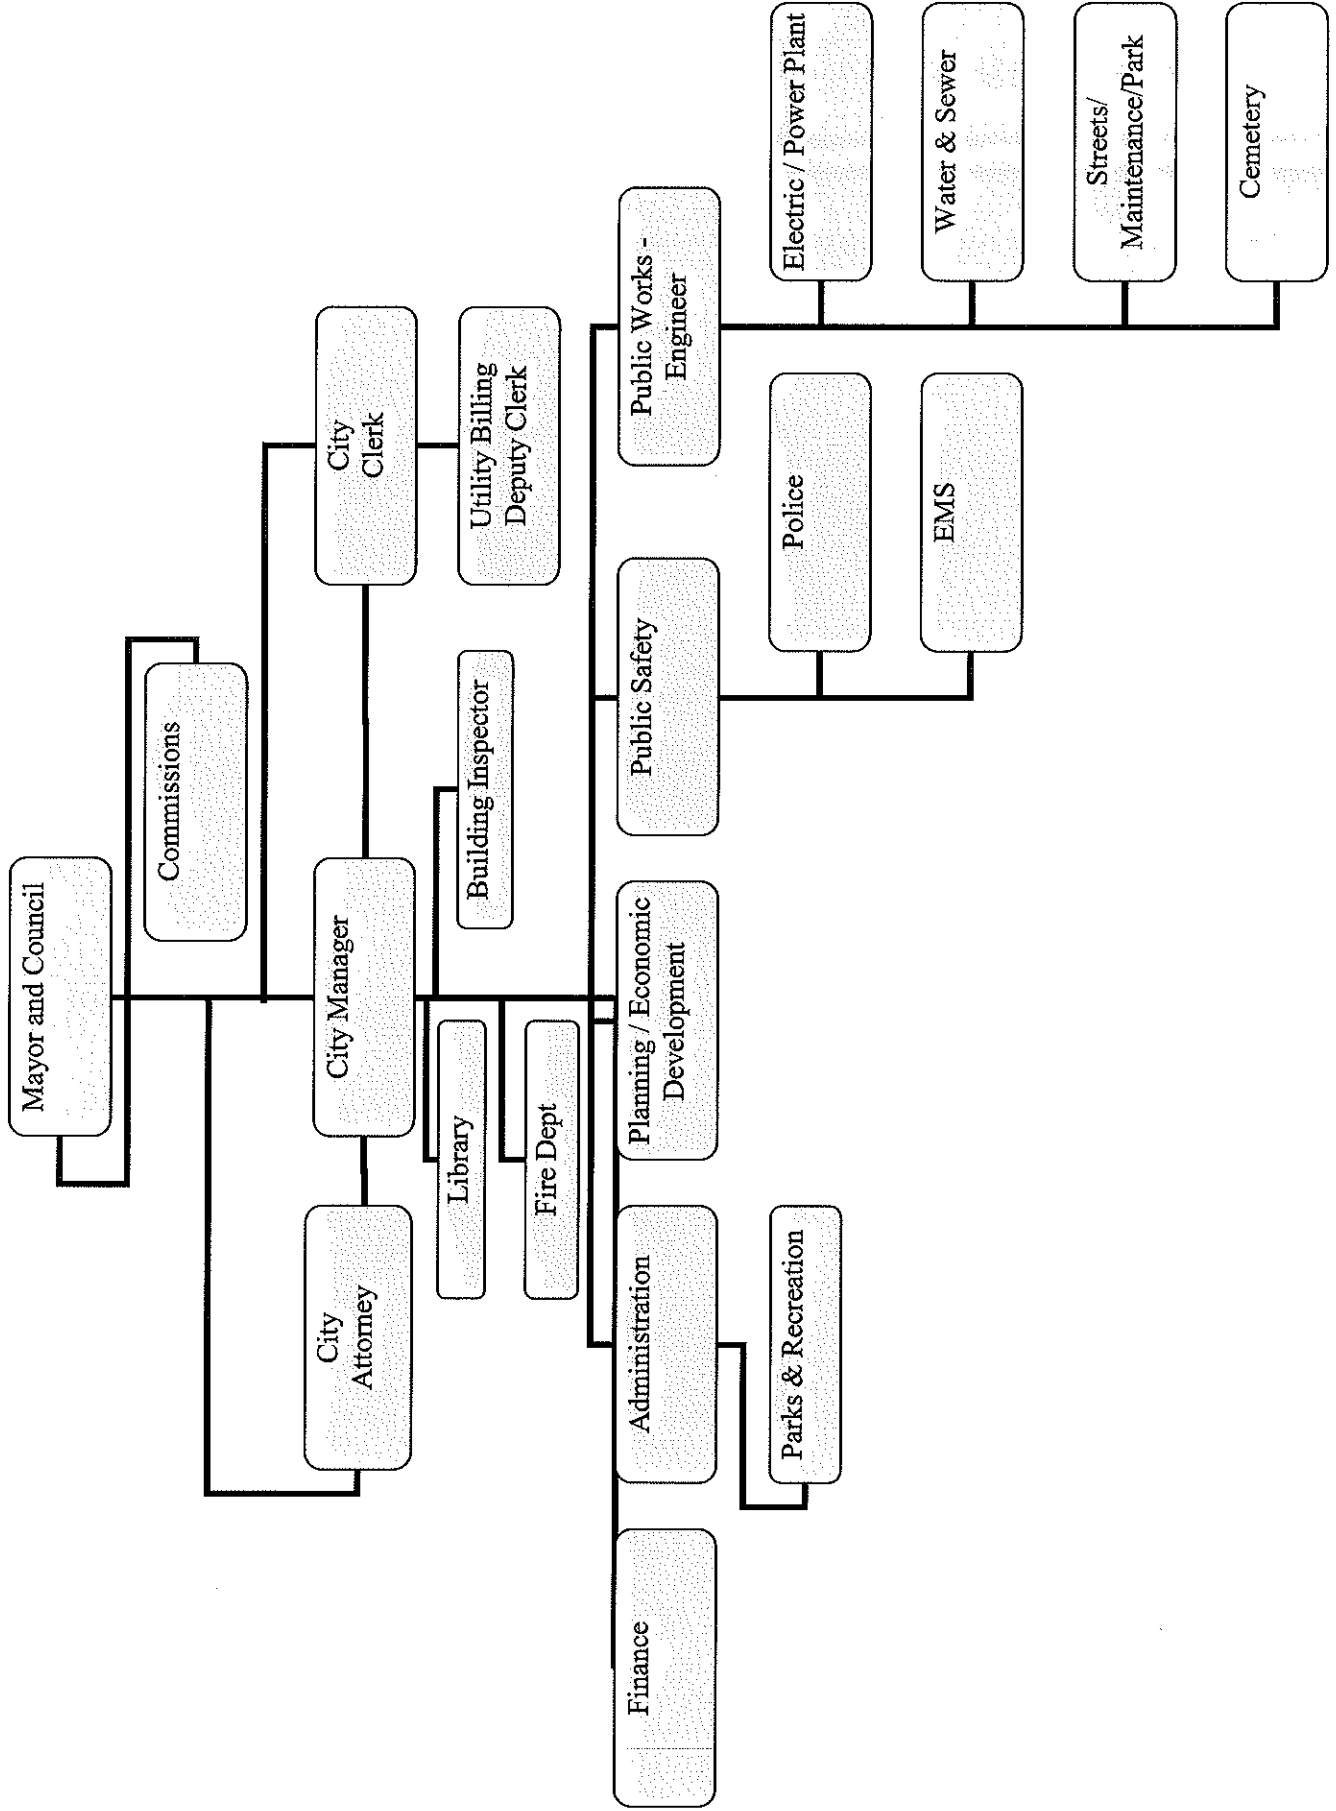 Mayor and Council
Commissions
City
Attorney
City Manager
City
Clerk
Library
Building Inspector
Utility Billing
Deputy Clerk
Fire Dept
Finance
Administration
Planning / Economic
Development
Public Safety
Public Works -
Engineer
Parks & Recreation
Police
Electric / Power Plant
EMS
Water & Sewer
Streets/
Maintenance/Park
Cemetery